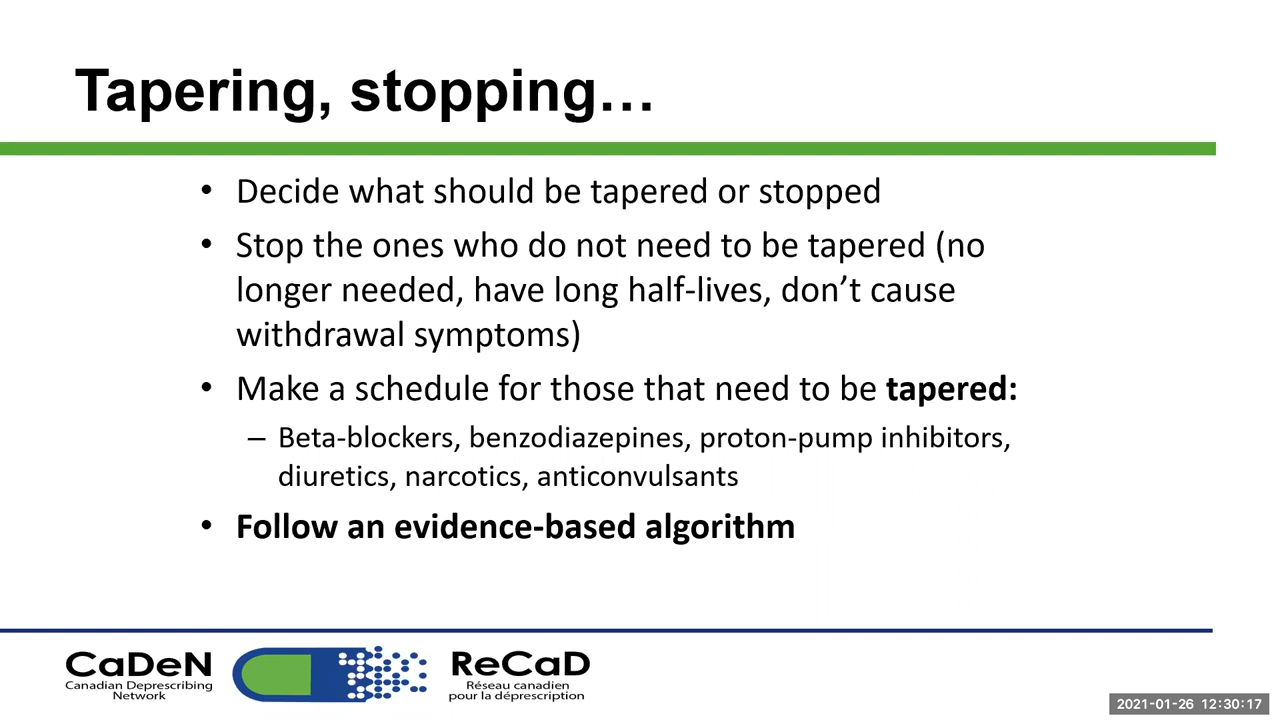 Tapering, stopping…
• Decide what should be tapered or stopped
• Stop the ones who do not need to be tapered (no
longer needed, have long half-lives, don’t cause
withdrawal symptoms)
• Make a schedule for those that need to be tapered:
– Beta-blockers, benzodiazepines, proton-pump inhibitors,
diuretics, narcotics, anticonvulsants
• Follow an evidence-based algorithm
CaDeN
Canadian Deprescribing
Network
ReCaD
Réseau canadien
pour la déprescription
2021-01-26 12:30:17